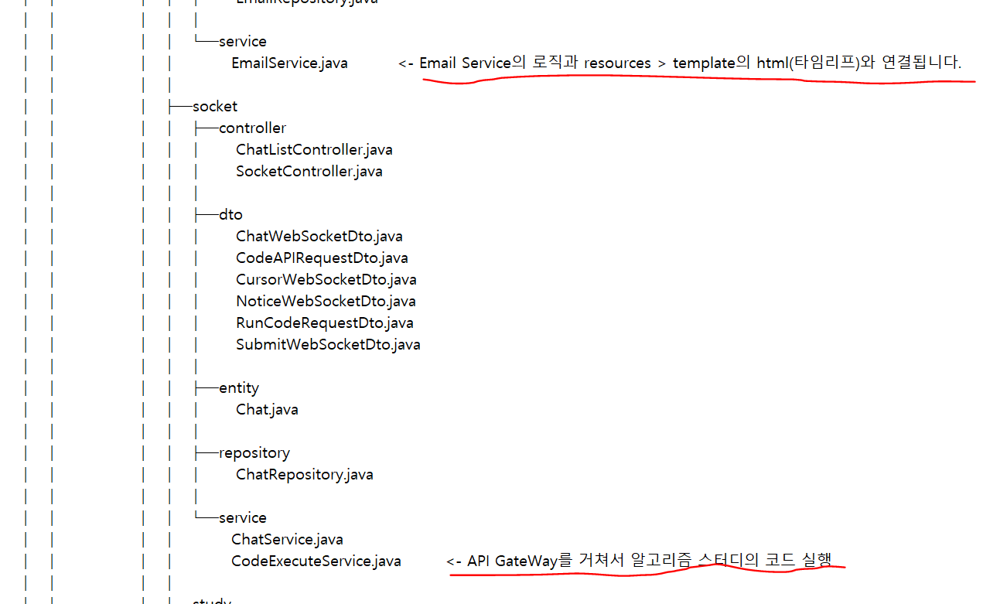 EmailRepository.java
service
EmailService.java <- Email Service의 로직과 resources > template의 html(타임리프)와 연결됩니다.
socket
controller
ChatListController.java
SocketController.java
dto
ChatWebSocketDto.java
CodeAPIRequestDto.java
CursorWebSocketDto.java
NoticeWebSocketDto.java
RunCodeRequestDto.java
SubmitWebSocketDto.java
entity
Chat.java
repository
ChatRepository.java
service
ChatService.java
CodeExecuteService.java <- API GateWay를 거쳐서 알고리즘 스터디의 코드 실행
study